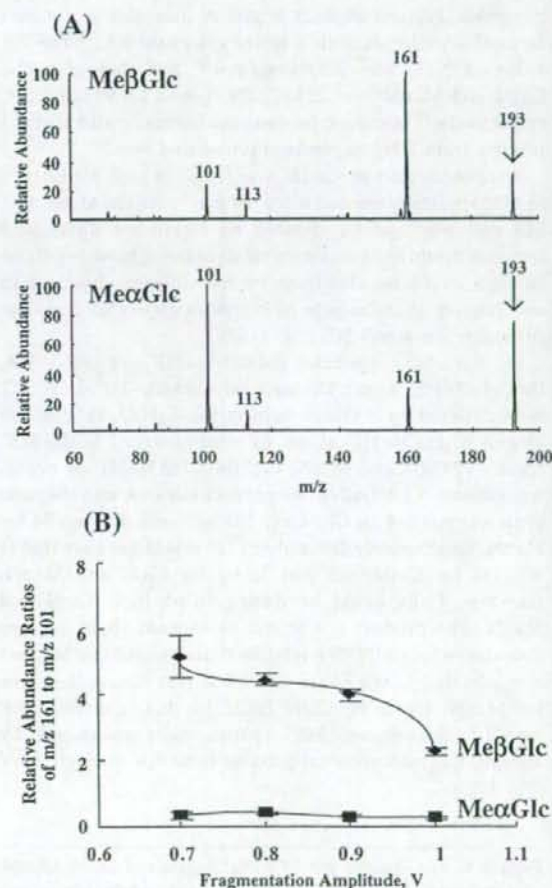 (A)
MeβGlc
Relative Abundance
100
80
60
40
20
0
101
113
161
193
MeαGlc
Relative Abundance
100
80
60
40
20
0
101
113
161
193
60 80 100 120 140 160 180 200
m/z
(B)
Relative Abundance Ratios
of m/z 161 to m/z 101
8
6
4
2
0
MeβGlc
MeαGlc
0.6 0.7 0.8 0.9 1.0 1.1
Fragmentation Amplitude, V